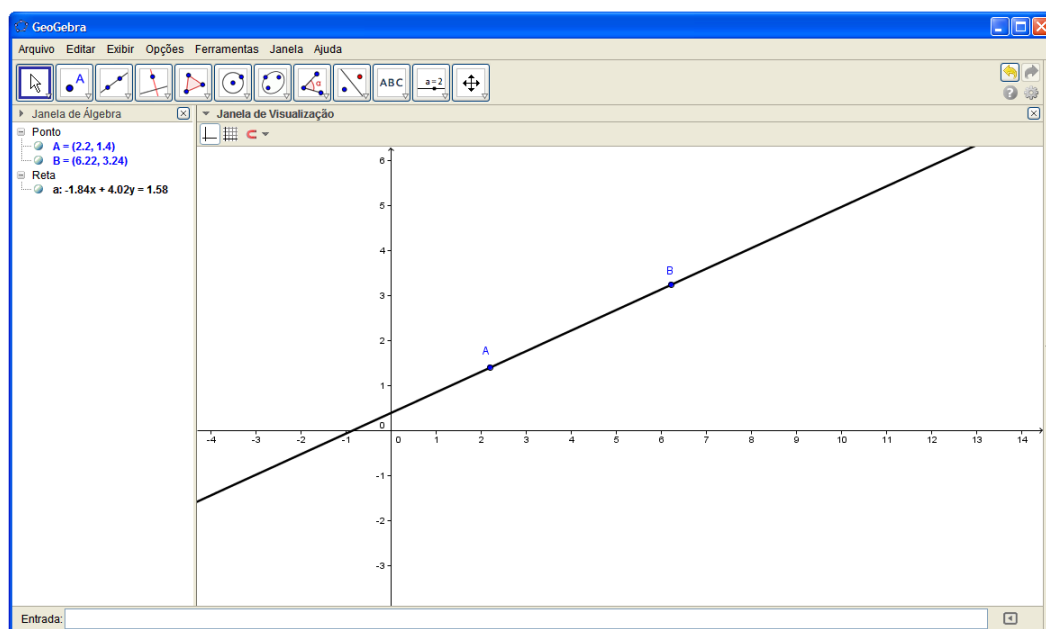 GeoGebra
Arquivo Editar Exibir Opções Ferramentas Janela Ajuda
A
α
ABC
a=2
Janela de Álgebra
Janela de Visualização
Ponto
A = (2.2, 1.4)
B = (6.22, 3.24)
Reta
a: -1.84x + 4.02y = 1.58
6
5
4
B
3
2
A
1
0
-4 -3 -2 -1 0 1 2 3 4 5 6 7 8 9 10 11 12 13 14
-1
-2
-3
Entrada: